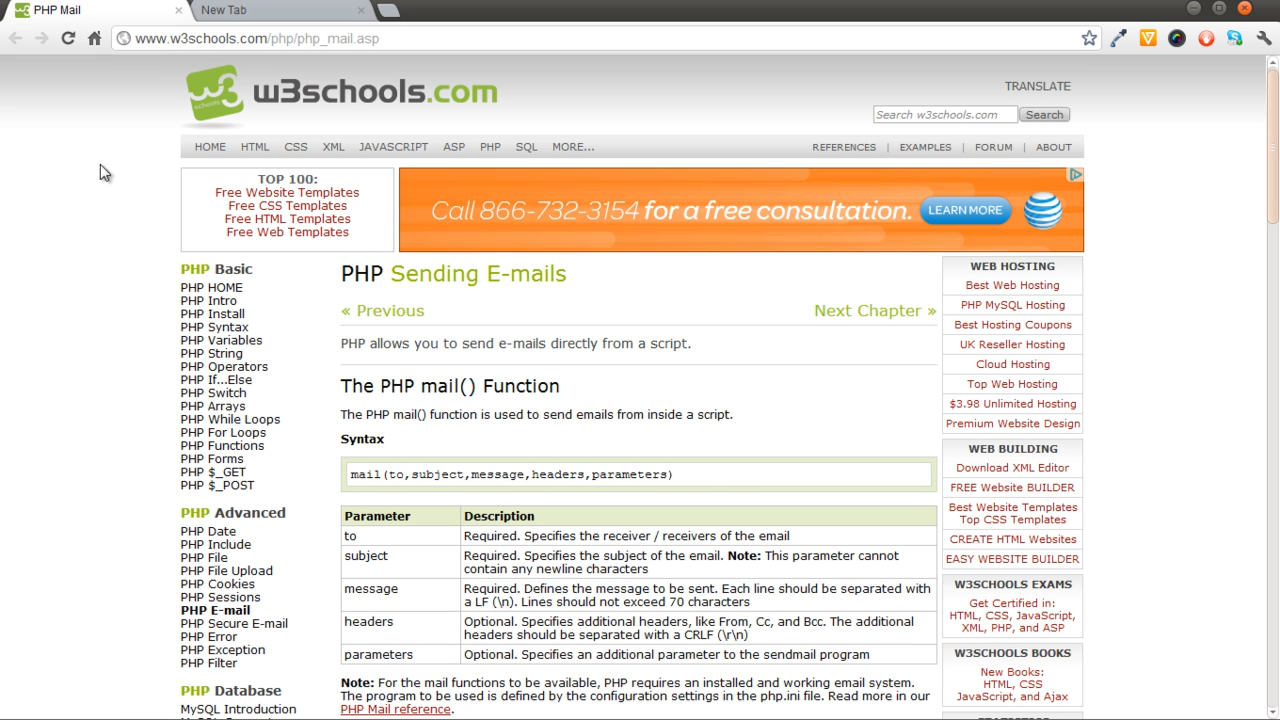 PHP Mail
New Tab
www.w3schools.com/php/php_mail.asp
w3 schools
w3schools.com
TRANSLATE
Search w3schools.com
Search
HOME HTML CSS XML JAVASCRIPT ASP PHP SQL MORE...
REFERENCES | EXAMPLES | FORUM | ABOUT
TOP 100:
Free Website Templates
Free CSS Templates
Free HTML Templates
Free Web Templates
Call 866-732-3154 for a free consultation.
LEARN MORE
PHP Basic
PHP HOME
PHP Intro
PHP Install
PHP Syntax
PHP Variables
PHP String
PHP Operators
PHP If...Else
PHP Switch
PHP Arrays
PHP While Loops
PHP For Loops
PHP Functions
PHP Forms
PHP $_GET
PHP $_POST
PHP Advanced
PHP Date
PHP Include
PHP File
PHP File Upload
PHP Cookies
PHP Sessions
PHP E-mail
PHP Secure E-mail
PHP Error
PHP Exception
PHP Filter
PHP Database
MySQL Introduction
PHP Sending E-mails
« Previous
Next Chapter »
PHP allows you to send e-mails directly from a script.
The PHP mail() Function
The PHP mail() function is used to send emails from inside a script.
Syntax
mail(to,subject,message,headers,parameters)
Parameter Description
to Required. Specifies the receiver / receivers of the email
subject Required. Specifies the subject of the email. Note: This parameter cannot
contain any newline characters
message Required. Defines the message to be sent. Each line should be separated with
a LF (\n). Lines should not exceed 70 characters
headers Optional. Specifies additional headers, like From, Cc, and Bcc. The additional
headers should be separated with a CRLF (\r\n)
parameters Optional. Specifies an additional parameter to the sendmail program
Note: For the mail functions to be available, PHP requires an installed and working email system.
The program to be used is defined by the configuration settings in the php.ini file. Read more in our
PHP Mail reference.
WEB HOSTING
Best Web Hosting
PHP MySQL Hosting
Best Hosting Coupons
UK Reseller Hosting
Cloud Hosting
Top Web Hosting
$3.98 Unlimited Hosting
Premium Website Design
WEB BUILDING
Download XML Editor
FREE Website BUILDER
Best Website Templates
Top CSS Templates
CREATE HTML Websites
EASY WEBSITE BUILDER
W3SCHOOLS EXAMS
Get Certified in:
HTML, CSS, JavaScript,
XML, PHP, and ASP
W3SCHOOLS BOOKS
New Books:
HTML, CSS
JavaScript, and Ajax